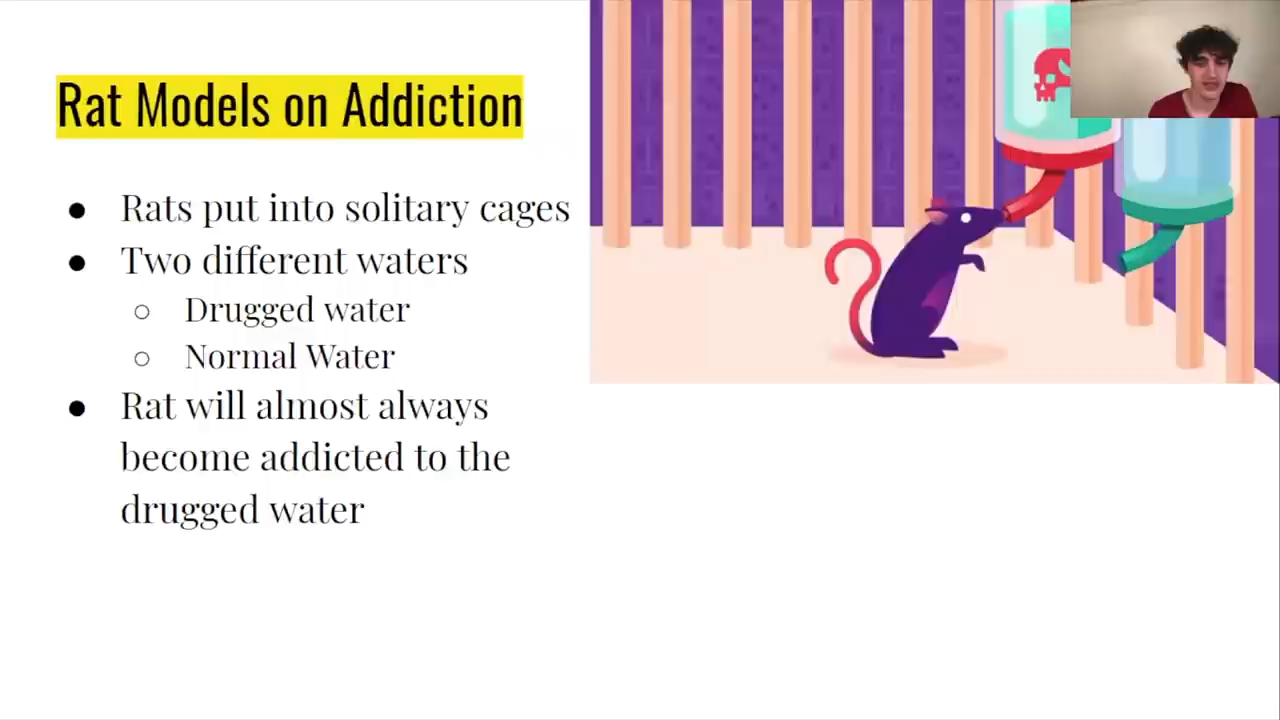 Rat Models on Addiction
● Rats put into solitary cages
● Two different waters
○ Drugged water
○ Normal Water
● Rat will almost always
become addicted to the
drugged water